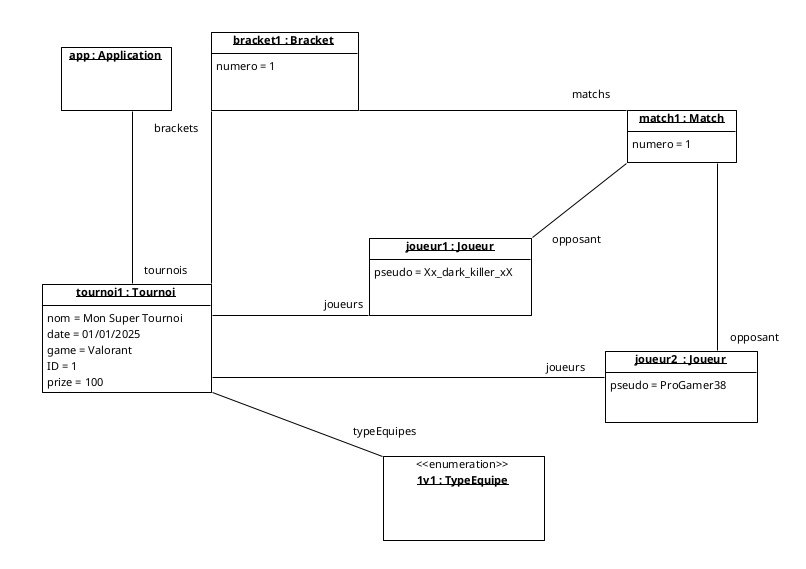 bracket1 : Bracket
numero = 1
app : Application
matchs
match1 : Match
numero = 1
brackets
joueur1 : Joueur
pseudo = Xx_dark_killer_xX
opposant
tournois
tournoi1 : Tournoi
nom = Mon Super Tournoi
date = 01/01/2025
game = Valorant
ID = 1
prize = 100
joueurs
opposant
joueur2 : Joueur
pseudo = ProGamer38
joueurs
typeEquipes
<<enumeration>>
1v1 : TypeEquipe